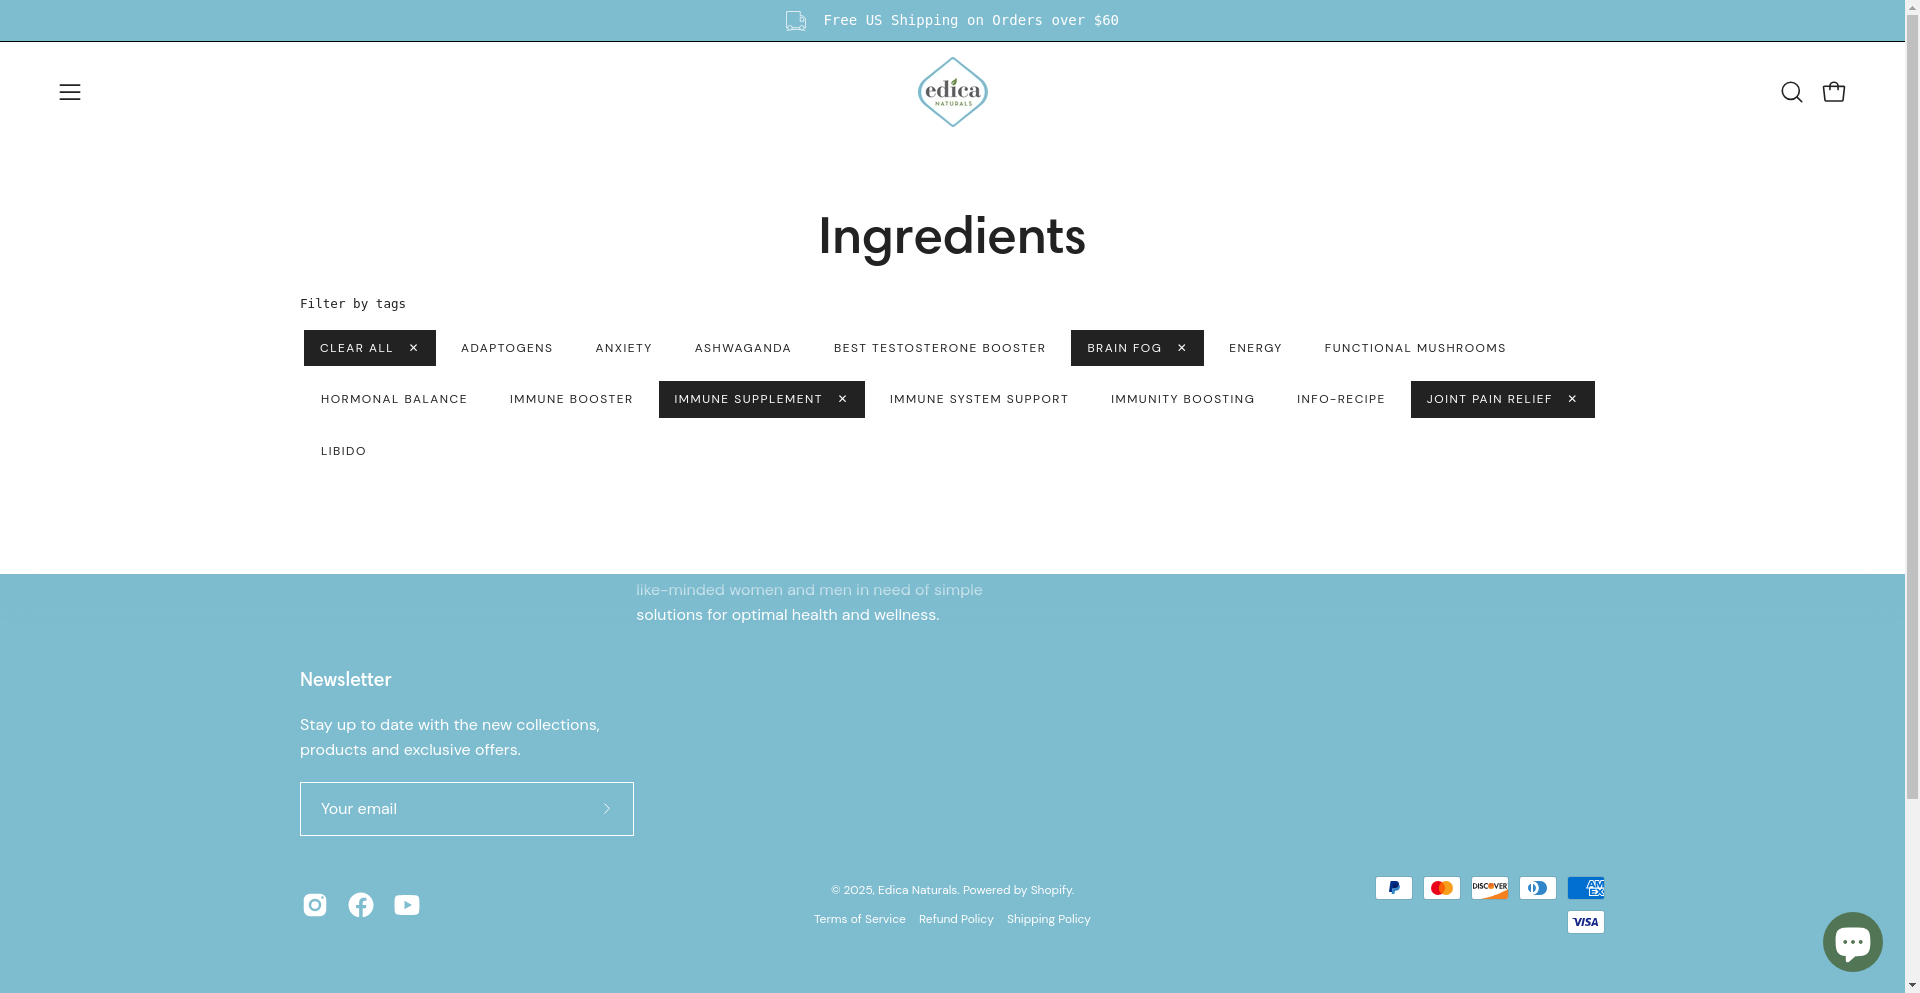 Free US Shipping on Orders over $60
edica
NATURALS
Ingredients
Filter by tags
CLEAR ALL ✕ ADAPTOGENS ANXIETY ASHWAGANDA BEST TESTOSTERONE BOOSTER BRAIN FOG ✕ ENERGY FUNCTIONAL MUSHROOMS
HORMONAL BALANCE IMMUNE BOOSTER IMMUNE SUPPLEMENT ✕ IMMUNE SYSTEM SUPPORT IMMUNITY BOOSTING INFO-RECIPE JOINT PAIN RELIEF ✕
LIBIDO
like-minded women and men in need of simple
solutions for optimal health and wellness.
Newsletter
Stay up to date with the new collections,
products and exclusive offers.
Your email
© 2025, Edica Naturals. Powered by Shopify.
Terms of Service Refund Policy Shipping Policy
DISCOVER
AM
EX
VISA